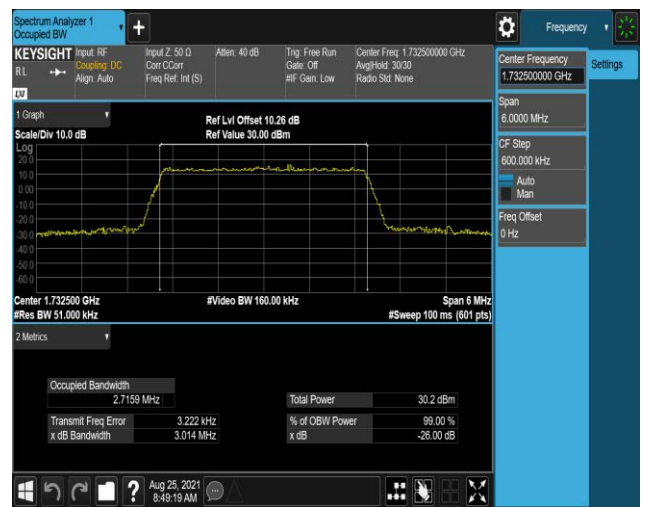 Spectrum Analyzer 1
Occupied BW
Frequency
KEYSIGHT
RL
LXI
Input: RF
Coupling: DC
Align: Auto
Input Z: 50 Ω
Corr CCorr
Freq Ref: Int (S)
Atten: 40 dB
Trig: Free Run
Gate: Off
#IF Gain: Low
Center Freq: 1.732500000 GHz
Avg|Hold: 30/30
Radio Std: None
Center Frequency
1.732500000 GHz
Settings
Span
6.0000 MHz
CF Step
600.000 kHz
Auto
Man
Freq Offset
0 Hz
1 Graph
Scale/Div 10.0 dB
Ref Lvl Offset 10.26 dB
Ref Value 30.00 dBm
Log
20.0
10.0
0.00
-10.0
-20.0
-30.0
-40.0
-50.0
-60.0
Center 1.732500 GHz
#Video BW 160.00 kHz
Span 6 MHz
#Res BW 51.000 kHz
#Sweep 100 ms (601 pts)
2 Metrics
Occupied Bandwidth
2.7159 MHz
Total Power 30.2 dBm
Transmit Freq Error 3.222 kHz
% of OBW Power 99.00 %
x dB Bandwidth 3.014 MHz
x dB -26.00 dB
?
Aug 25, 2021
8:49:19 AM